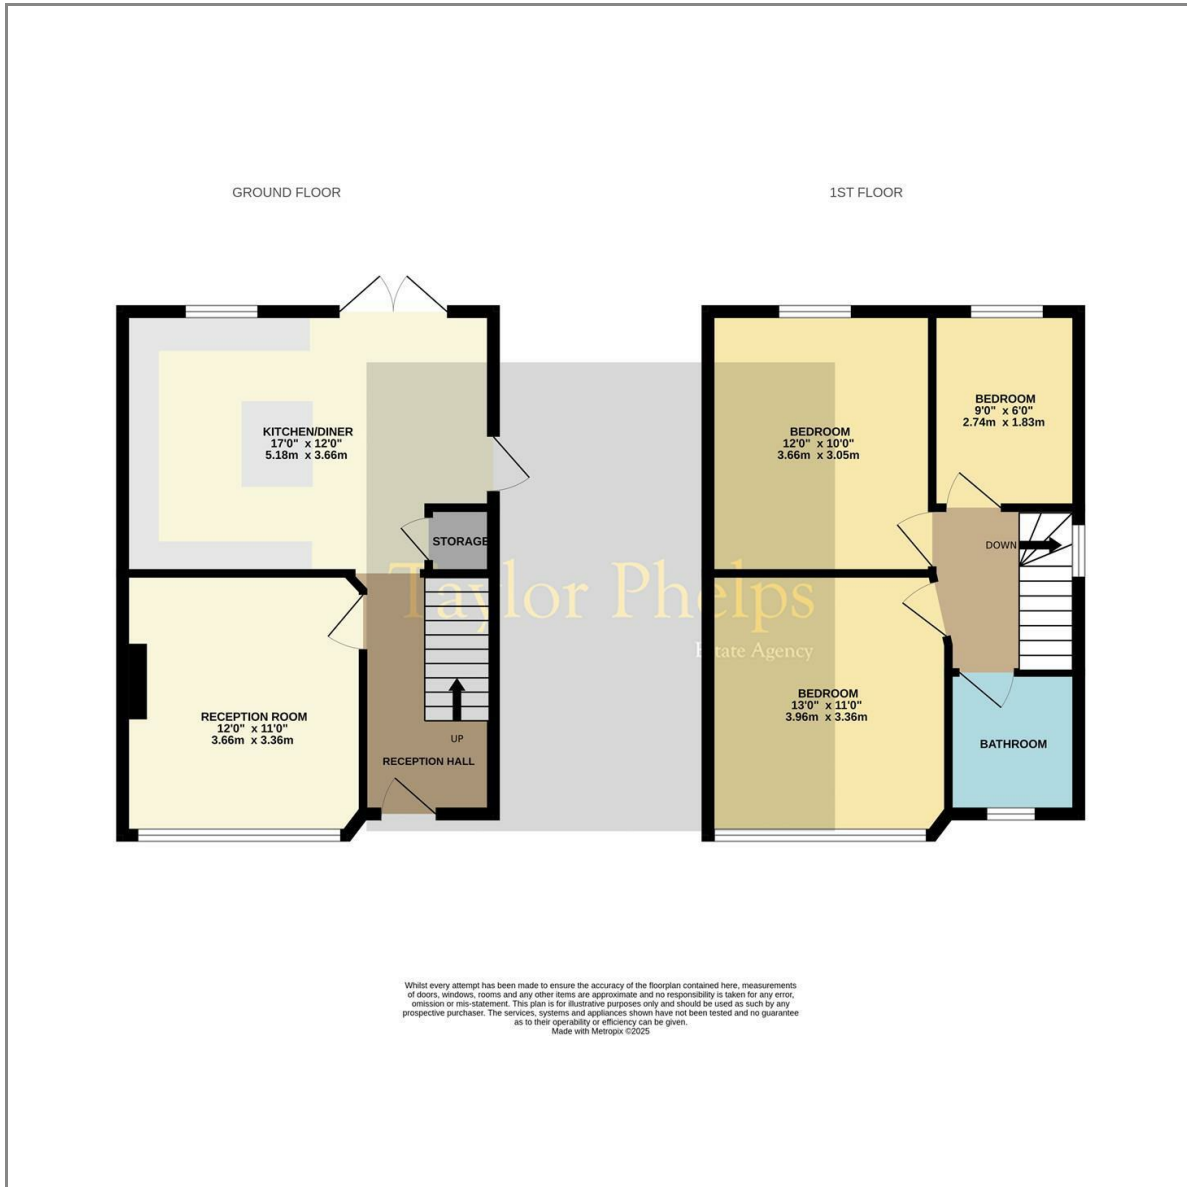 GROUND FLOOR
1ST FLOOR
KITCHEN/DINER
17'0" x 12'0"
5.18m x 3.66m
STORAGE
RECEPTION ROOM
12'0" x 11'0"
3.66m x 3.36m
UP
RECEPTION HALL
Taylor Phelps
Estate Agency
BEDROOM
12'0" x 10'0"
3.66m x 3.05m
BEDROOM
9'0" x 6'0"
2.74m x 1.83m
DOWN
BEDROOM
13'0" x 11'0"
3.96m x 3.36m
BATHROOM
Whilst every attempt has been made to ensure the accuracy of the floorplan contained here, measurements
of doors, windows, rooms and any other items are approximate and no responsibility is taken for any error,
omission or mis-statement. This plan is for illustrative purposes only and should be used as such by any
prospective purchaser. The services, systems and appliances shown have not been tested and no guarantee
as to their operability or efficiency can be given.
Made with Metropix ©2025